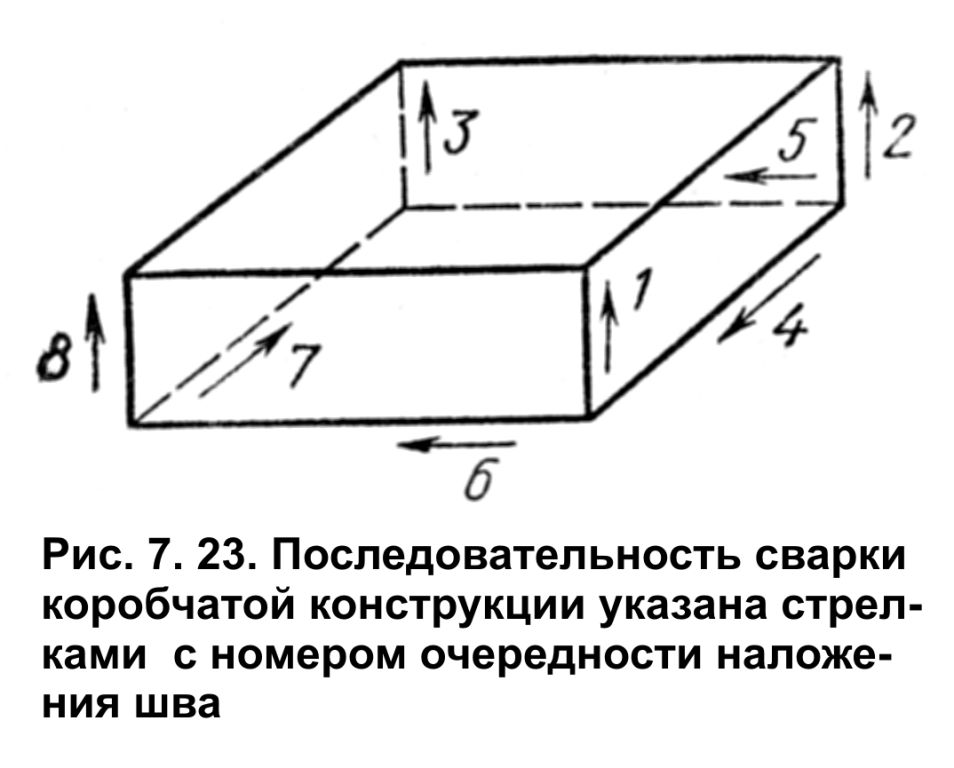 3
5
2
1
4
8
7
6
Рис. 7. 23. Последовательность сварки
коробчатой конструкции указана стрел-
ками с номером очередности наложе-
ния шва